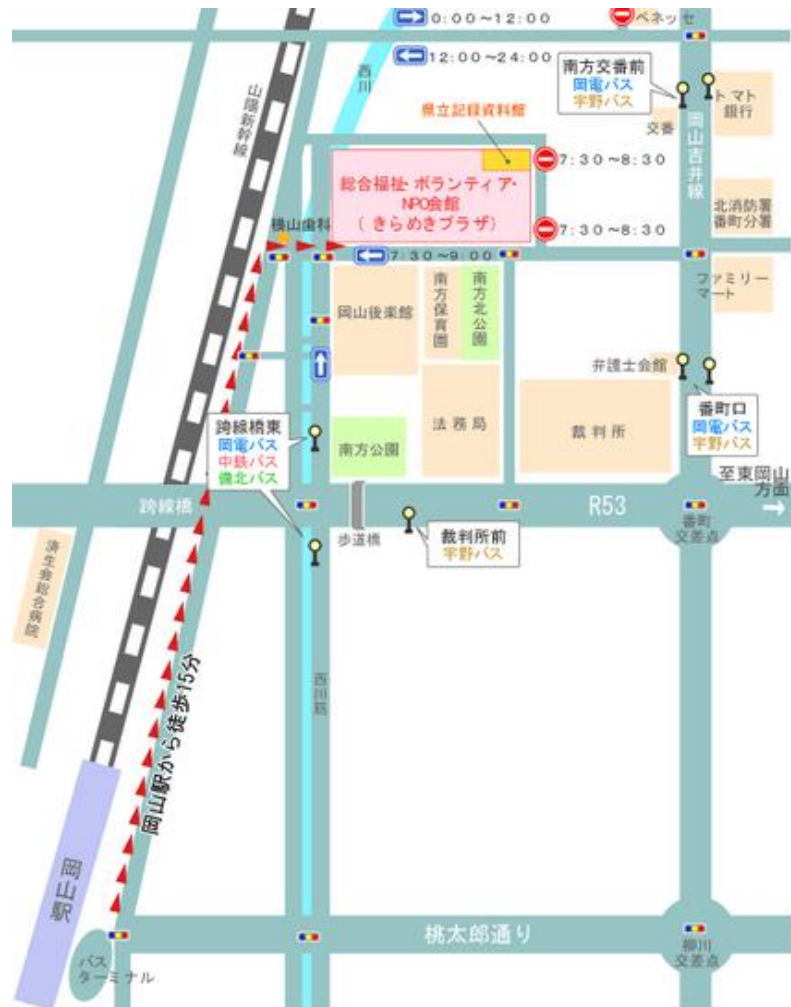 0:00~12:00
ベネッセ
12:00~24:00
西川
山陽新幹線
南方交番前
岡電バス
宇野バス
トマト
銀行
交番
岡山吉井線
県立記録資料館
7:30~8:30
総合福祉・ボランティア・
NPO会館
(きらめきプラザ)
北消防署
番町分署
横山歯科
7:30~8:30
7:30~9:00
ファミリー
マート
岡山後楽館
南方保育園
南方北公園
弁護士会館
跨線橋東
岡電バス
中鉄バス
備北バス
南方公園
法務局
裁判所
番町口
岡電バス
宇野バス
至東岡山
方面
跨線橋
R53
番町
交差点
歩道橋
裁判所前
宇野バス
済生会総合病院
西川筋
岡山駅から徒歩15分
岡山駅
桃太郎通り
柳川
交差点
バス
ターミナル